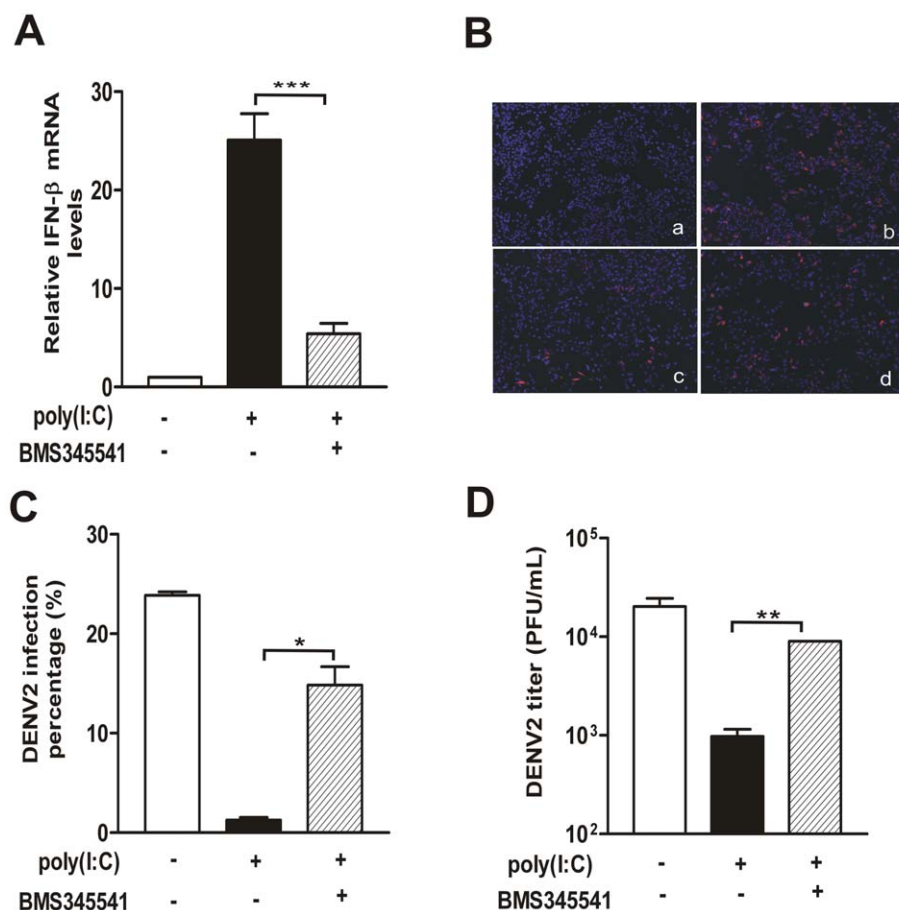 A
Relative IFN-β mRNA
levels
30
20
10
0
***
poly(I:C) - + +
BMS345541 - - +
B
a
b
c
d
C
DENV2 infection
percentage (%)
30
20
10
0
*
poly(I:C) - + +
BMS345541 - - +
D
DENV2 titer (PFU/mL)
10⁵
10⁴
10³
10²
**
poly(I:C) - + +
BMS345541 - - +